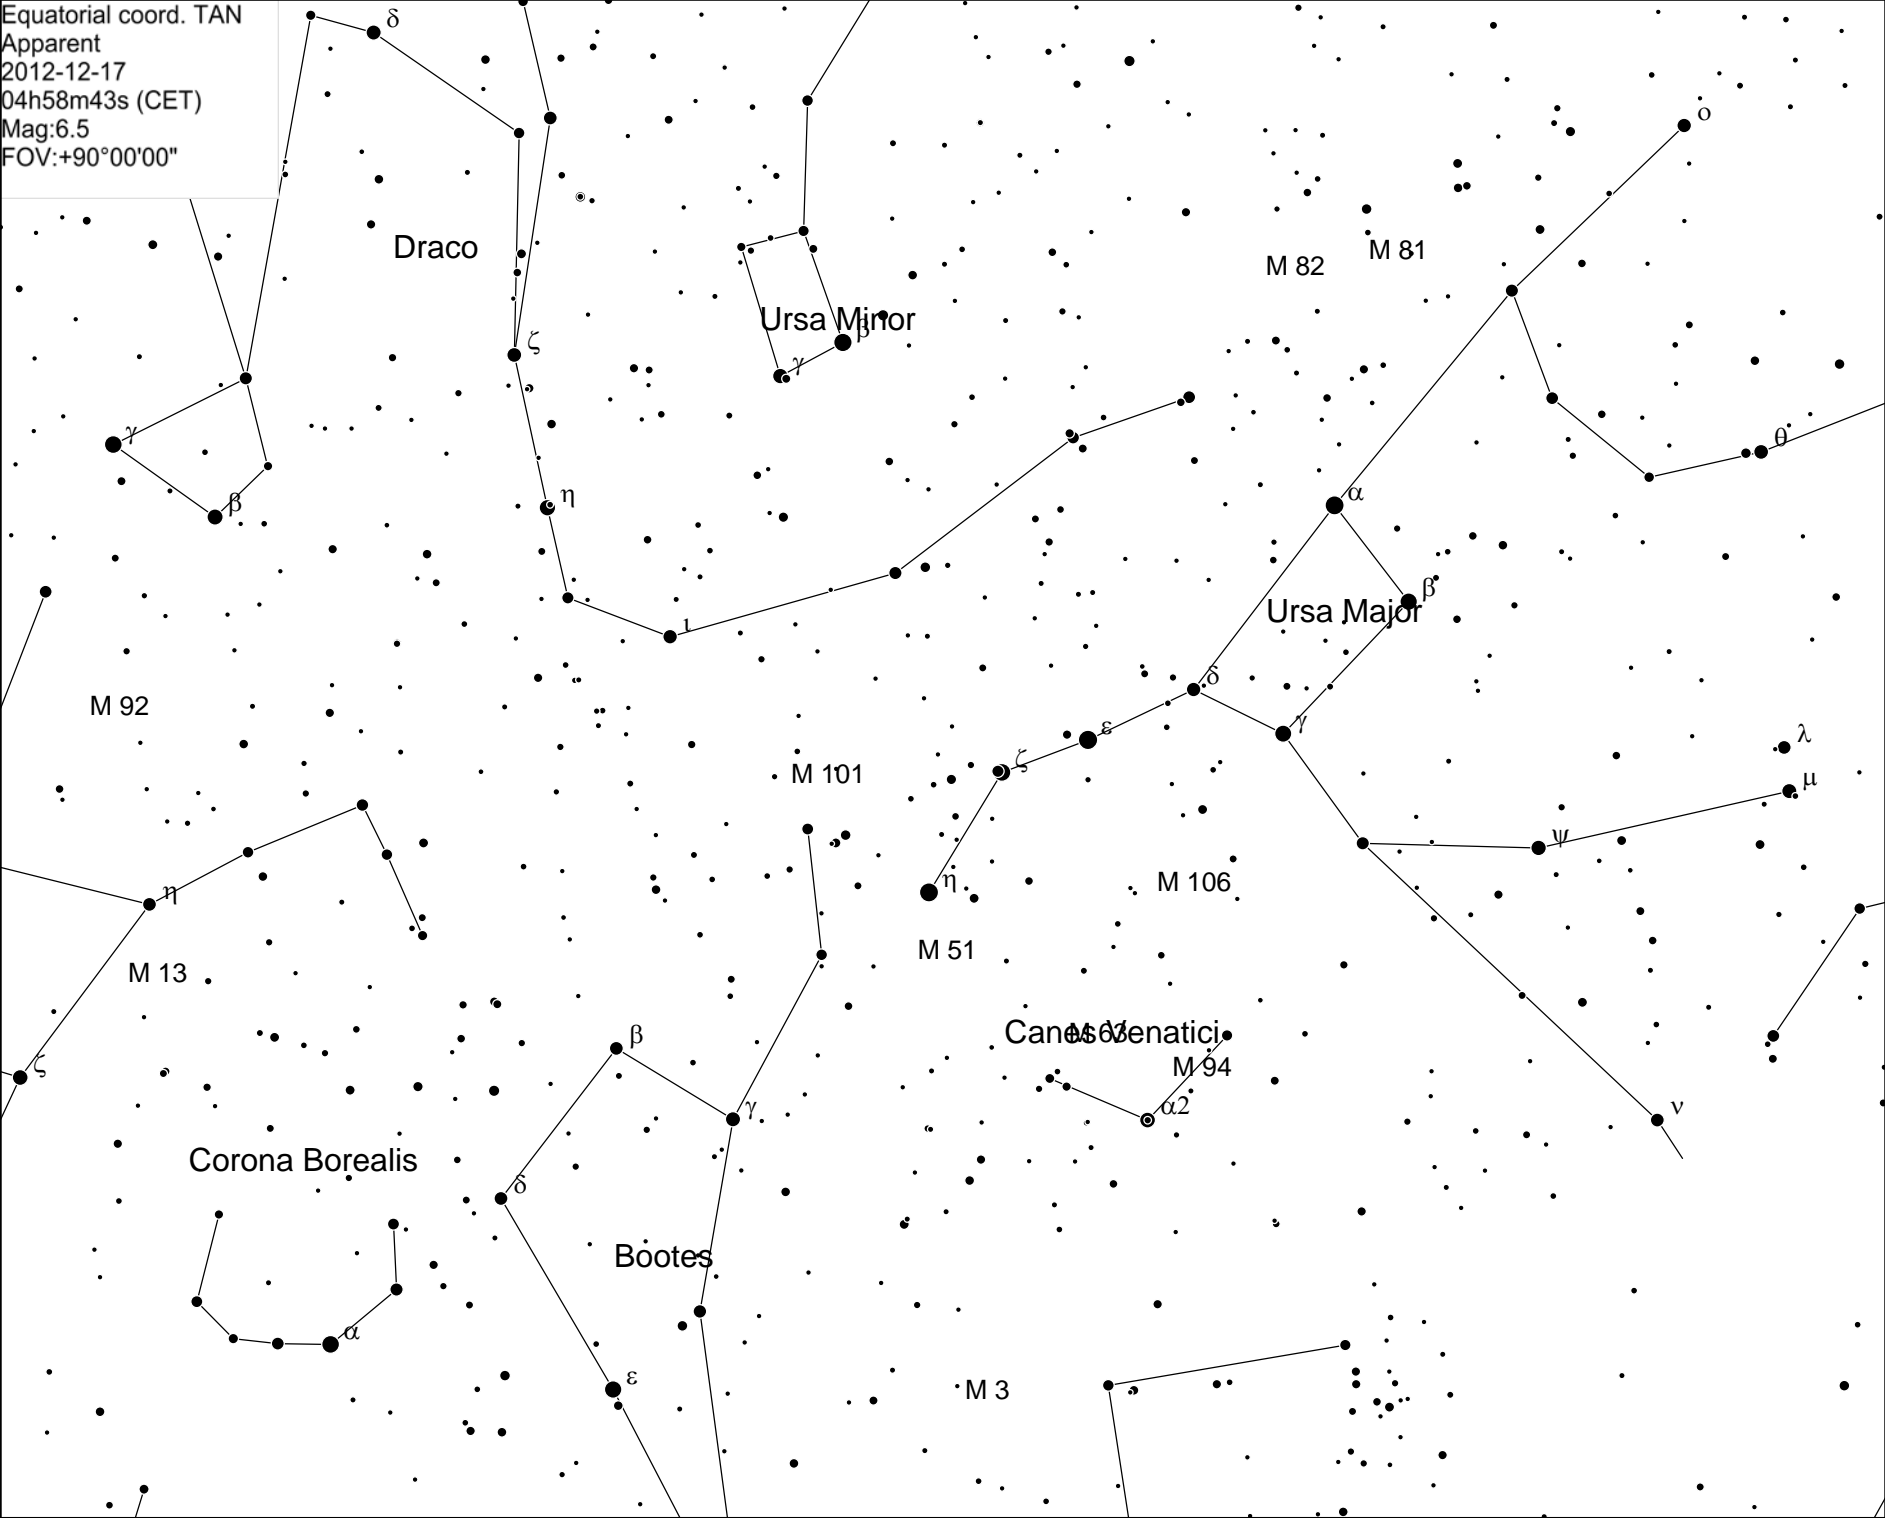 Equatorial coord. TAN
Apparent
2012-12-17
04h58m43s (CET)
Mag:6.5
FOV:+90°00'00"
δ
ο
Draco
M 81
M 82
Ursa Minor
β
ζ
γ
γ
θ
η
β
α
β
Ursa Major
ι
δ
M 92
γ
ε
λ
ζ
M 101
μ
ψ
η
η
M 106
M 51
M 13
Canes Venatici
M 63
β
ζ
M 94
α2
γ
ν
Corona Borealis
δ
Bootes
α
ε
M 3